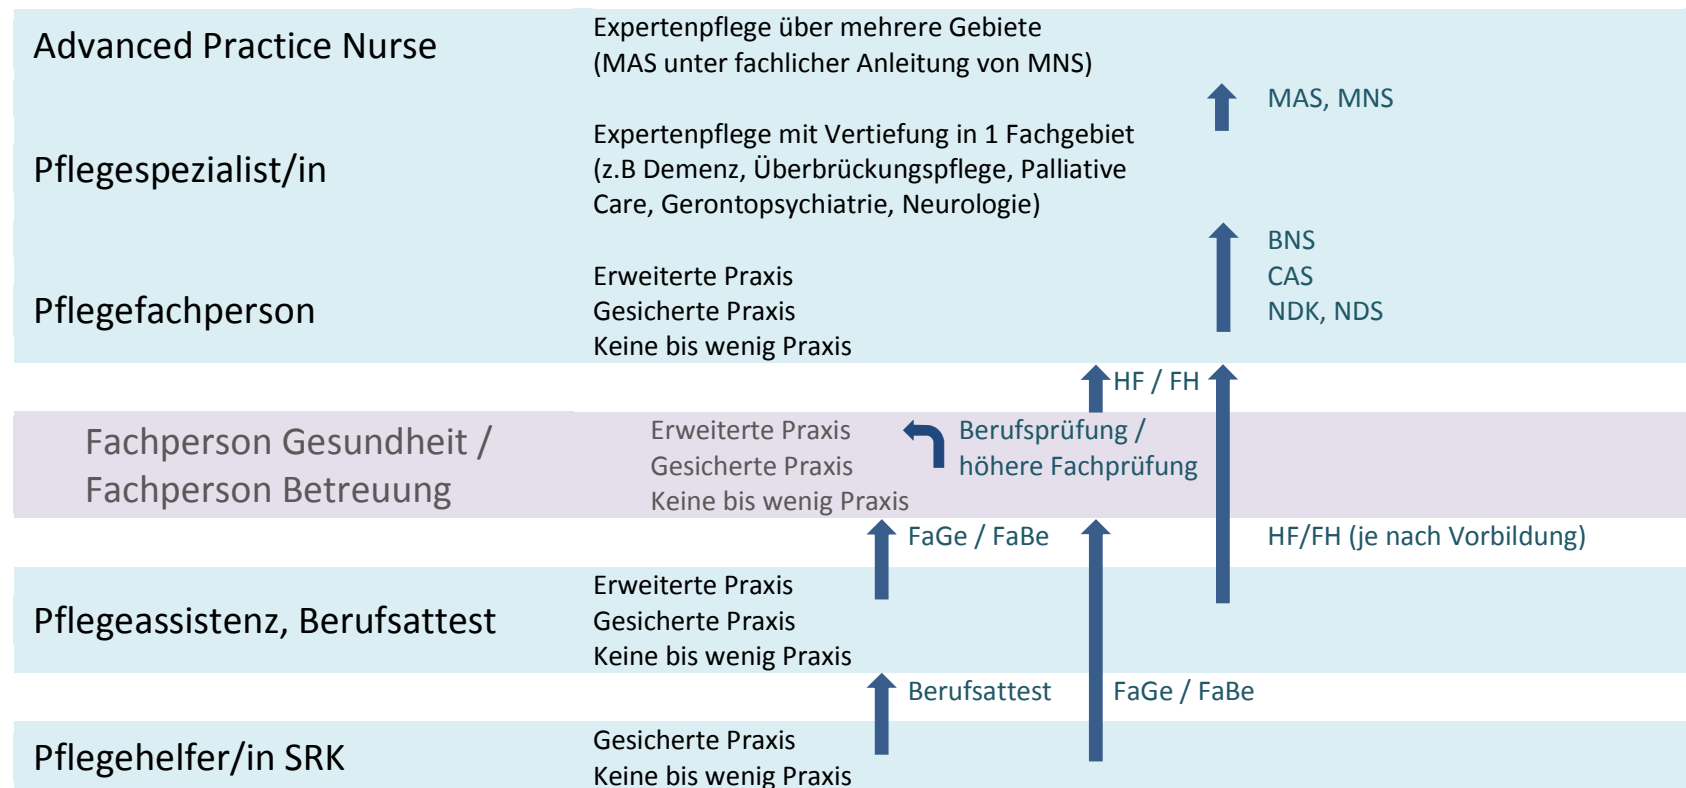 Advanced Practice Nurse
Expertenpflege über mehrere Gebiete
(MAS unter fachlicher Anleitung von MNS)
MAS, MNS
Pflegespezialist/in
Expertenpflege mit Vertiefung in 1 Fachgebiet
(z.B Demenz, Überbrückungspflege, Palliative
Care, Gerontopsychiatrie, Neurologie)
BNS
CAS
NDK, NDS
Pflegefachperson
Erweiterte Praxis
Gesicherte Praxis
Keine bis wenig Praxis
HF / FH
Fachperson Gesundheit /
Fachperson Betreuung
Erweiterte Praxis
Gesicherte Praxis
Keine bis wenig Praxis
Berufsprüfung /
höhere Fachprüfung
FaGe / FaBe
HF/FH (je nach Vorbildung)
Pflegeassistenz, Berufsattest
Erweiterte Praxis
Gesicherte Praxis
Keine bis wenig Praxis
Berufsattest
FaGe / FaBe
Pflegehelfer/in SRK
Gesicherte Praxis
Keine bis wenig Praxis